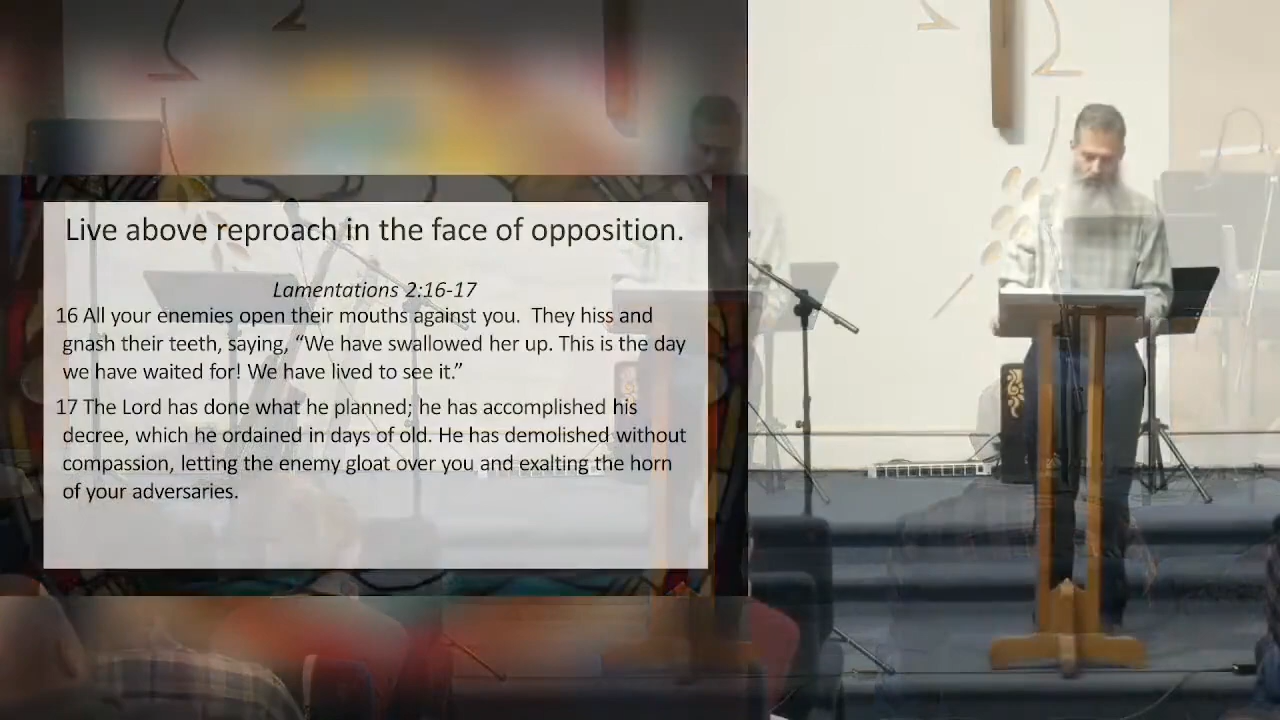 Live above reproach in the face of opposition.
Lamentations 2:16-17
16 All your enemies open their mouths against you.  They hiss and
gnash their teeth, saying, “We have swallowed her up. This is the day
we have waited for! We have lived to see it.”
17 The Lord has done what he planned; he has accomplished his
decree, which he ordained in days of old. He has demolished without
compassion, letting the enemy gloat over you and exalting the horn
of your adversaries.